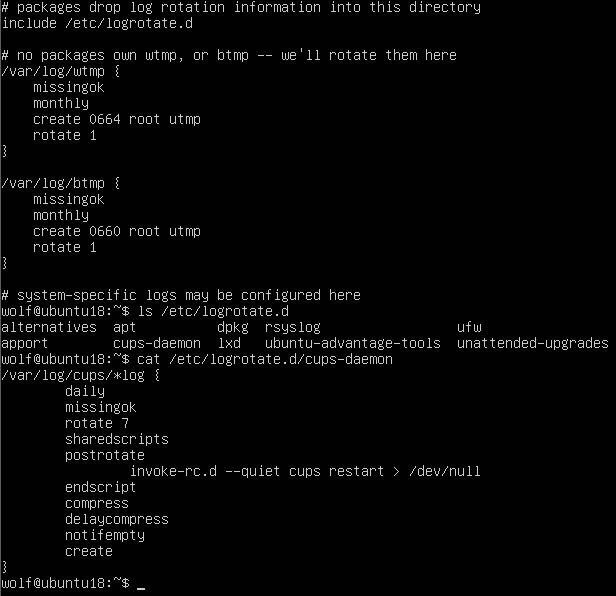 # packages drop log rotation information into this directory
include /etc/logrotate.d

# no packages own wtmp, or btmp -- we'll rotate them here
/var/log/wtmp {
    missingok
    monthly
    create 0664 root utmp
    rotate 1
}

/var/log/btmp {
    missingok
    monthly
    create 0660 root utmp
    rotate 1
}

# system-specific logs may be configured here
wolf@ubuntu18:~$ ls /etc/logrotate.d
alternatives  apt          dpkg  rsyslog                 ufw
apport        cups-daemon  lxd   ubuntu-advantage-tools  unattended-upgrades
wolf@ubuntu18:~$ cat /etc/logrotate.d/cups-daemon
/var/log/cups/*log {
        daily
        missingok
        rotate 7
        sharedscripts
        postrotate
                invoke-rc.d --quiet cups restart > /dev/null
        endscript
        compress
        delaycompress
        notifempty
        create
}
wolf@ubuntu18:~$ _